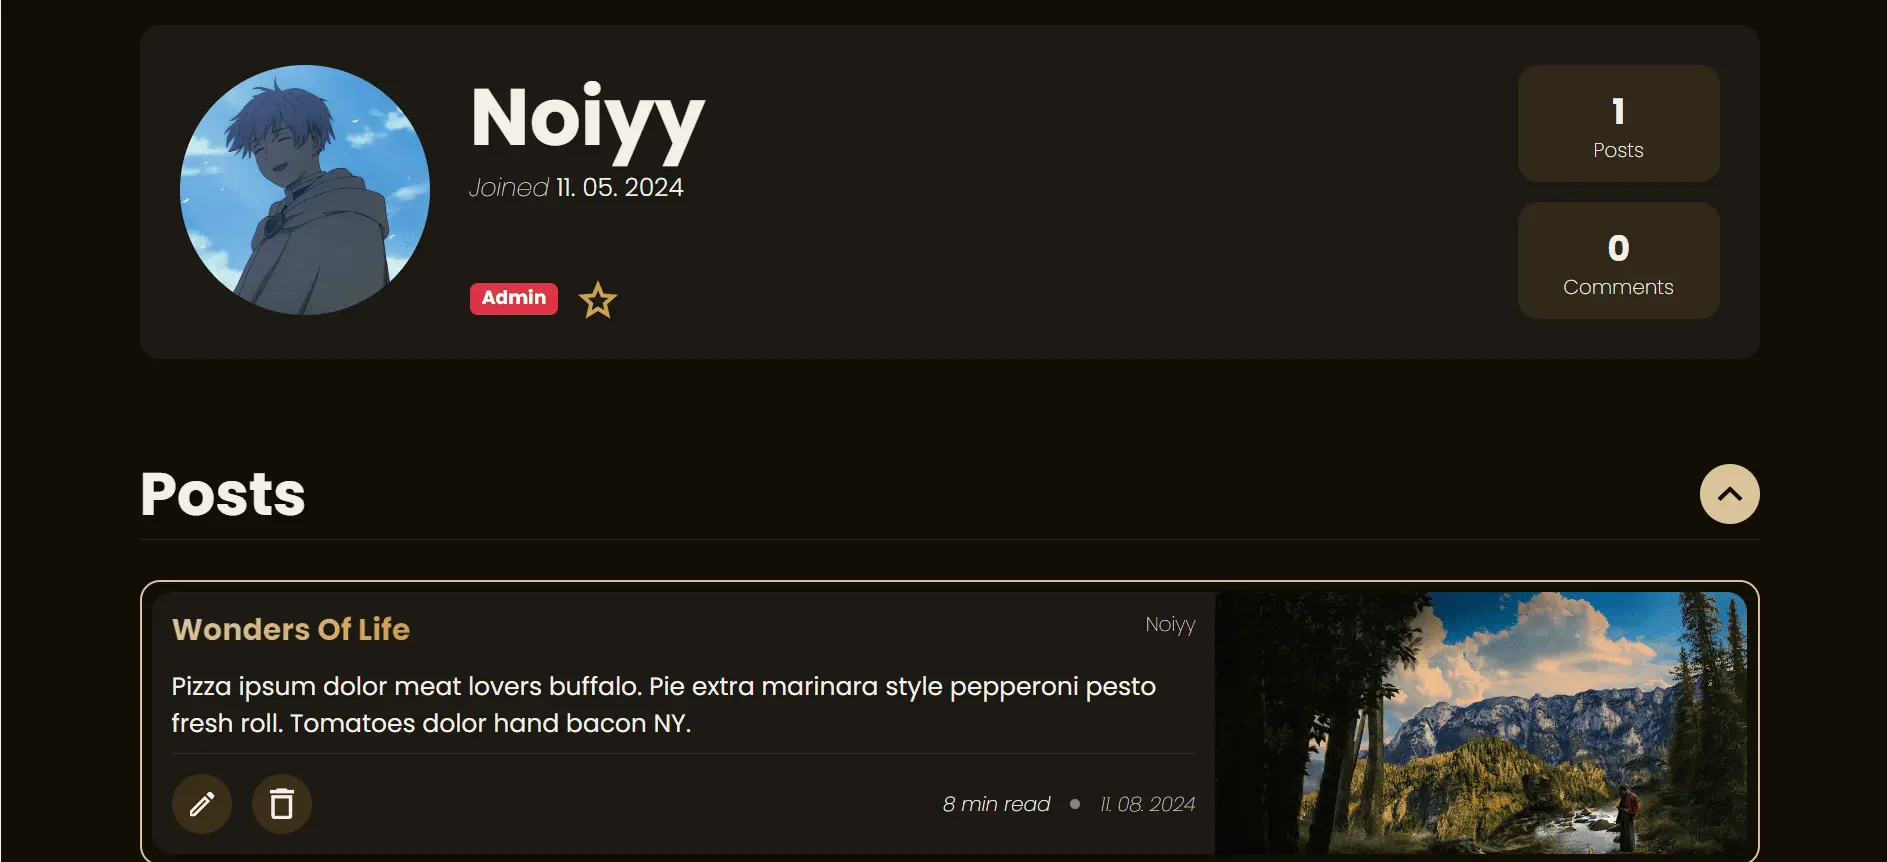 Noiyy
Joined 11. 05. 2024
Admin
1
Posts
0
Comments
Posts
Wonders Of Life
Noiyy
Pizza ipsum dolor meat lovers buffalo. Pie extra marinara style pepperoni pesto
fresh roll. Tomatoes dolor hand bacon NY.
8 min read
11. 08. 2024